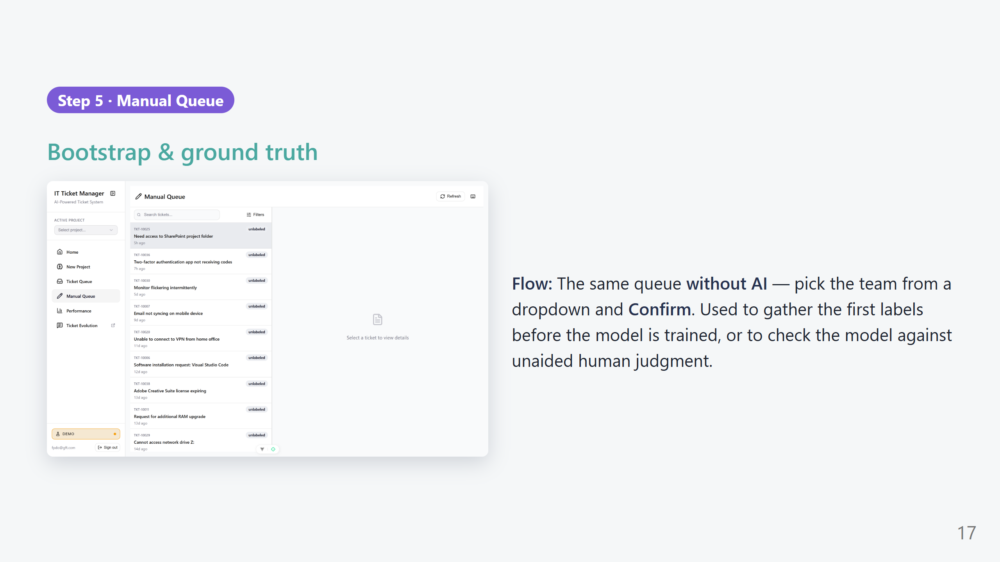 Step 5 · Manual Queue
Bootstrap & ground truth
IT Ticket Manager
AI-Powered Ticket System
ACTIVE PROJECT
Select project...
Home
New Project
Ticket Queue
Manual Queue
Performance
Ticket Evolution
DEMO
fpdo@gft.com
Sign out
Manual Queue
Refresh
Search tickets...
Filters
TKT-10025
unlabeled
Need access to SharePoint project folder
5h ago
TKT-10036
unlabeled
Two-factor authentication app not receiving codes
7h ago
TKT-10030
unlabeled
Monitor flickering intermittently
5d ago
TKT-10007
unlabeled
Email not syncing on mobile device
9d ago
TKT-10020
unlabeled
Unable to connect to VPN from home office
11d ago
TKT-10006
unlabeled
Software installation request: Visual Studio Code
12d ago
TKT-10038
unlabeled
Adobe Creative Suite license expiring
13d ago
TKT-10011
unlabeled
Request for additional RAM upgrade
13d ago
TKT-10029
unlabeled
Cannot access network drive Z:
14d ago
Select a ticket to view details
Flow: The same queue without AI — pick the team from a
dropdown and Confirm. Used to gather the first labels
before the model is trained, or to check the model against
unaided human judgment.
17